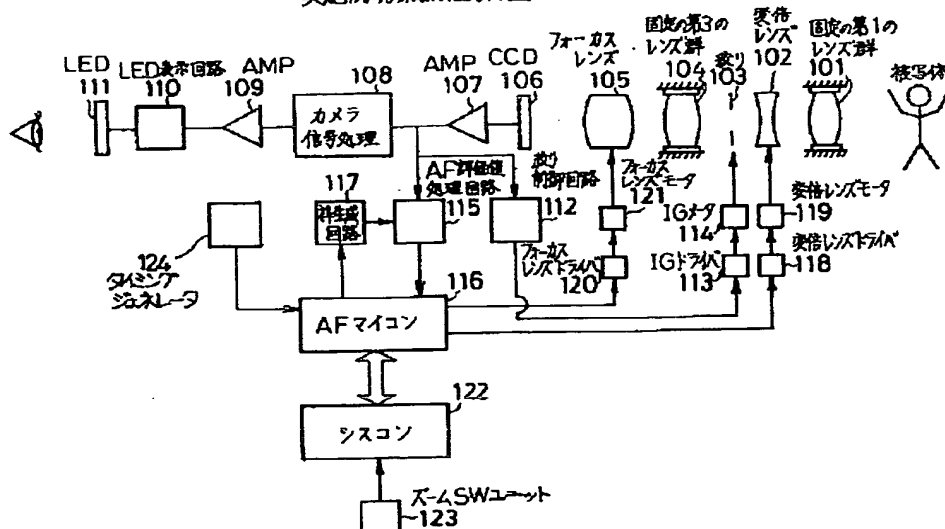 LED
111
LED表示回路
110
AMP
109
108
カメラ
信号処理
AMP
107
CCD
106
フォーカス
レンズ
105
固定の第3の
レンズ群
104
絞り
103
変倍
レンズ
102
固定の第1の
レンズ群
101
被写体
117
枠生成
回路
AF評価値
処理回路
115
絞り
制御回路
112
フォーカス
レンズモータ
121
IGメータ
114
変倍レンズモータ
119
フォーカス
レンズドライバ
120
IGドライバ
113
変倍レンズドライバ
118
124
タイミング
ジェネレータ
116
AFマイコン
122
シスコン
ズームSWユニット
123